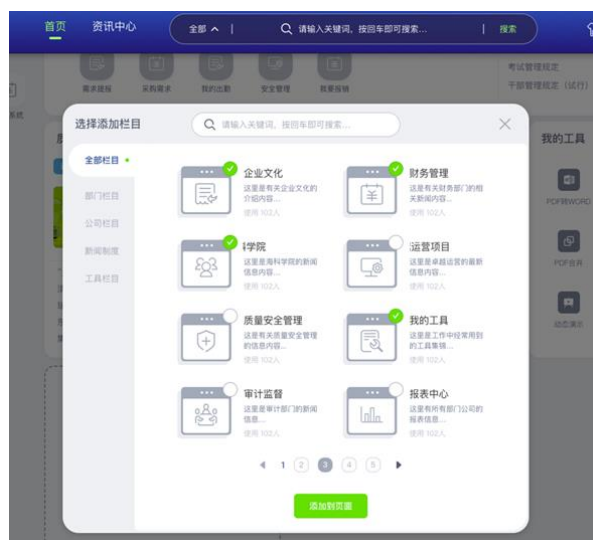 首页
资讯中心
全部
请输入关键词，按回车即可搜索...
搜索
需求提报
采购需求
我的出勤
安全管理
我要报销
考试管理规定
干部管理规定（试行）
系统
选择添加栏目
请输入关键词，按回车即可搜索...
全部栏目
部门栏目
公司栏目
新闻制度
工具栏目
企业文化
这里是有关企业文化的
介绍内容...
使用 102人
财务管理
这是有关财务部门的相
关新闻内容...
使用 102人
学院
这里是海科学院的新闻
信息内容...
使用 102人
运营项目
这里是卓越运营的最新
信息内容...
使用 102人
质量安全管理
这是有关质量安全管理
的信息内容...
使用 102人
我的工具
这里是工作中经常用到
的工具集锦...
使用 102人
审计监督
这里是审计部门的新闻
信息...
使用 102人
报表中心
这里有所有部门公司的
报表信息...
使用 102人
1 2 3 4 5
添加到页面
我的工具
PDF转WORD
PDF合并
动态演示